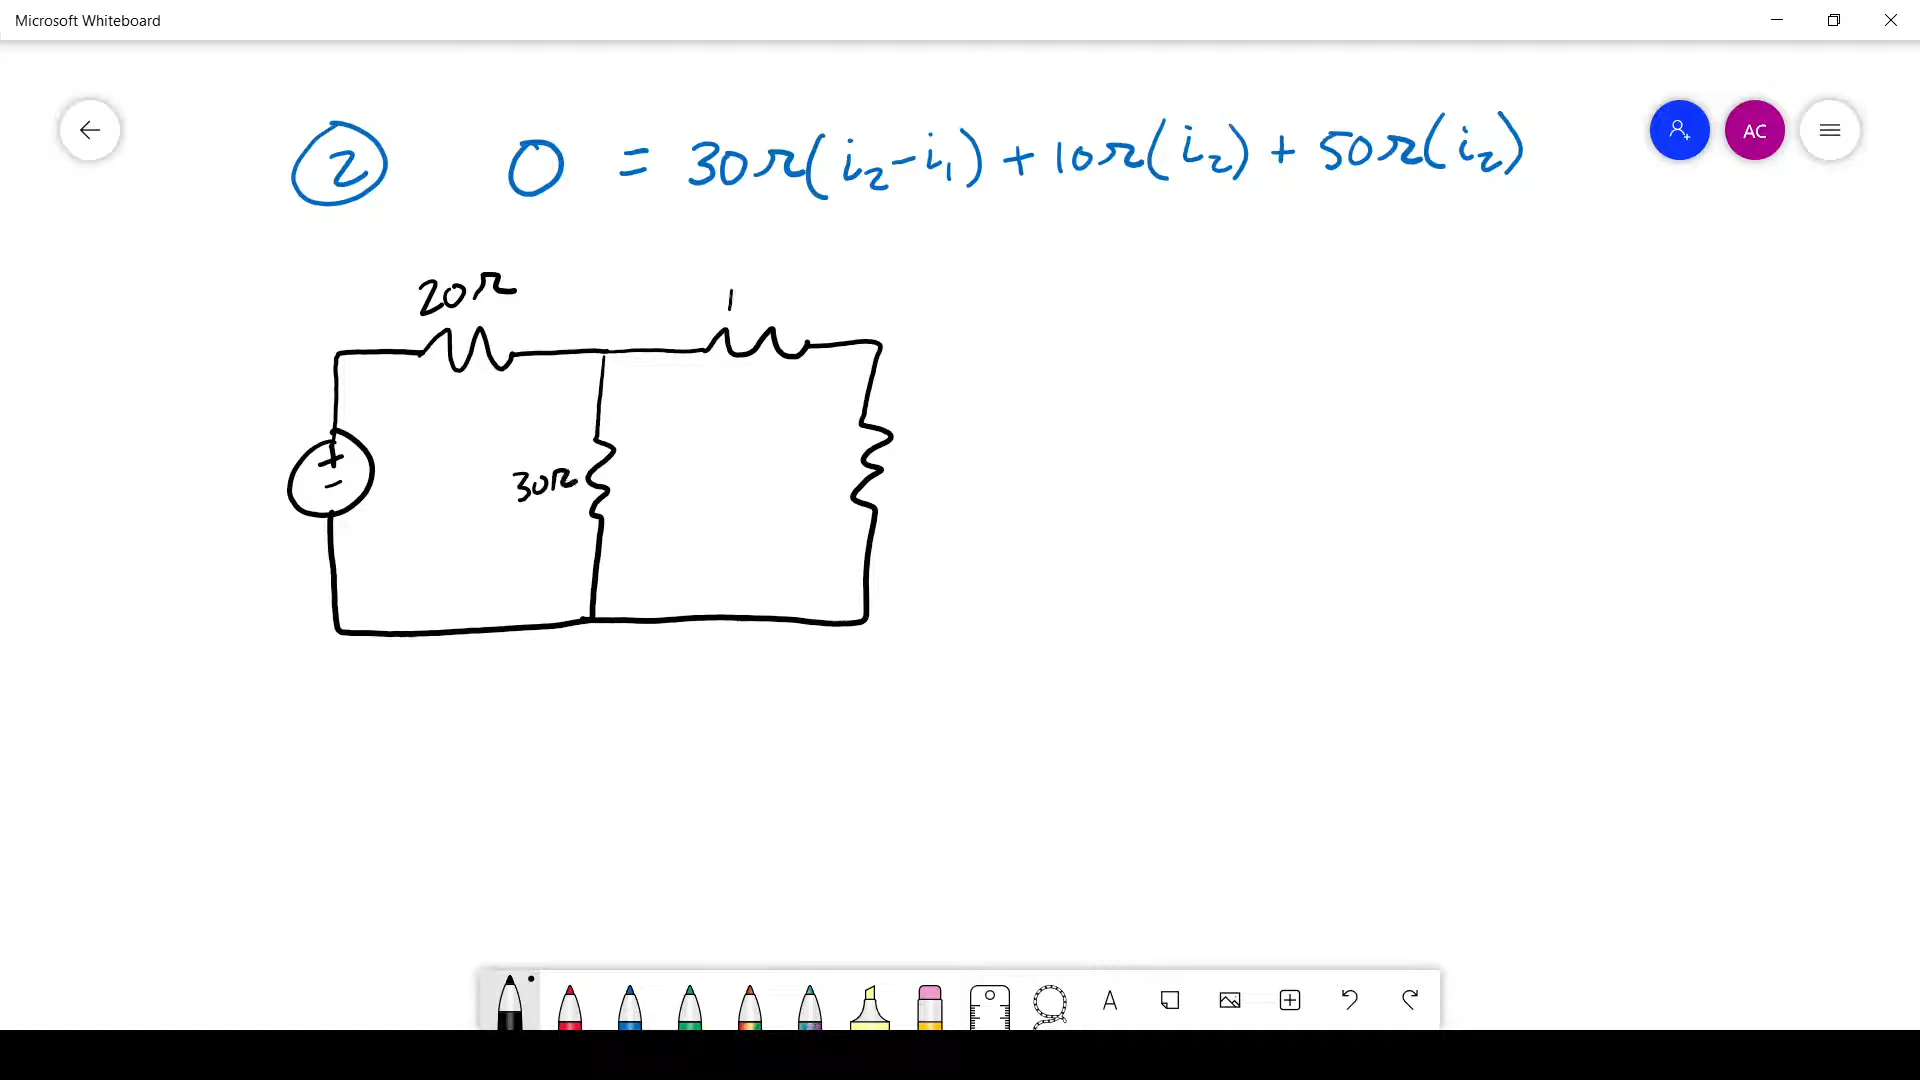 Microsoft Whiteboard
② 0 = 30Ω(i₂-i₁) + 10Ω(i₂) + 50Ω(i₂)
AC
20Ω
1
+
-
30Ω
A